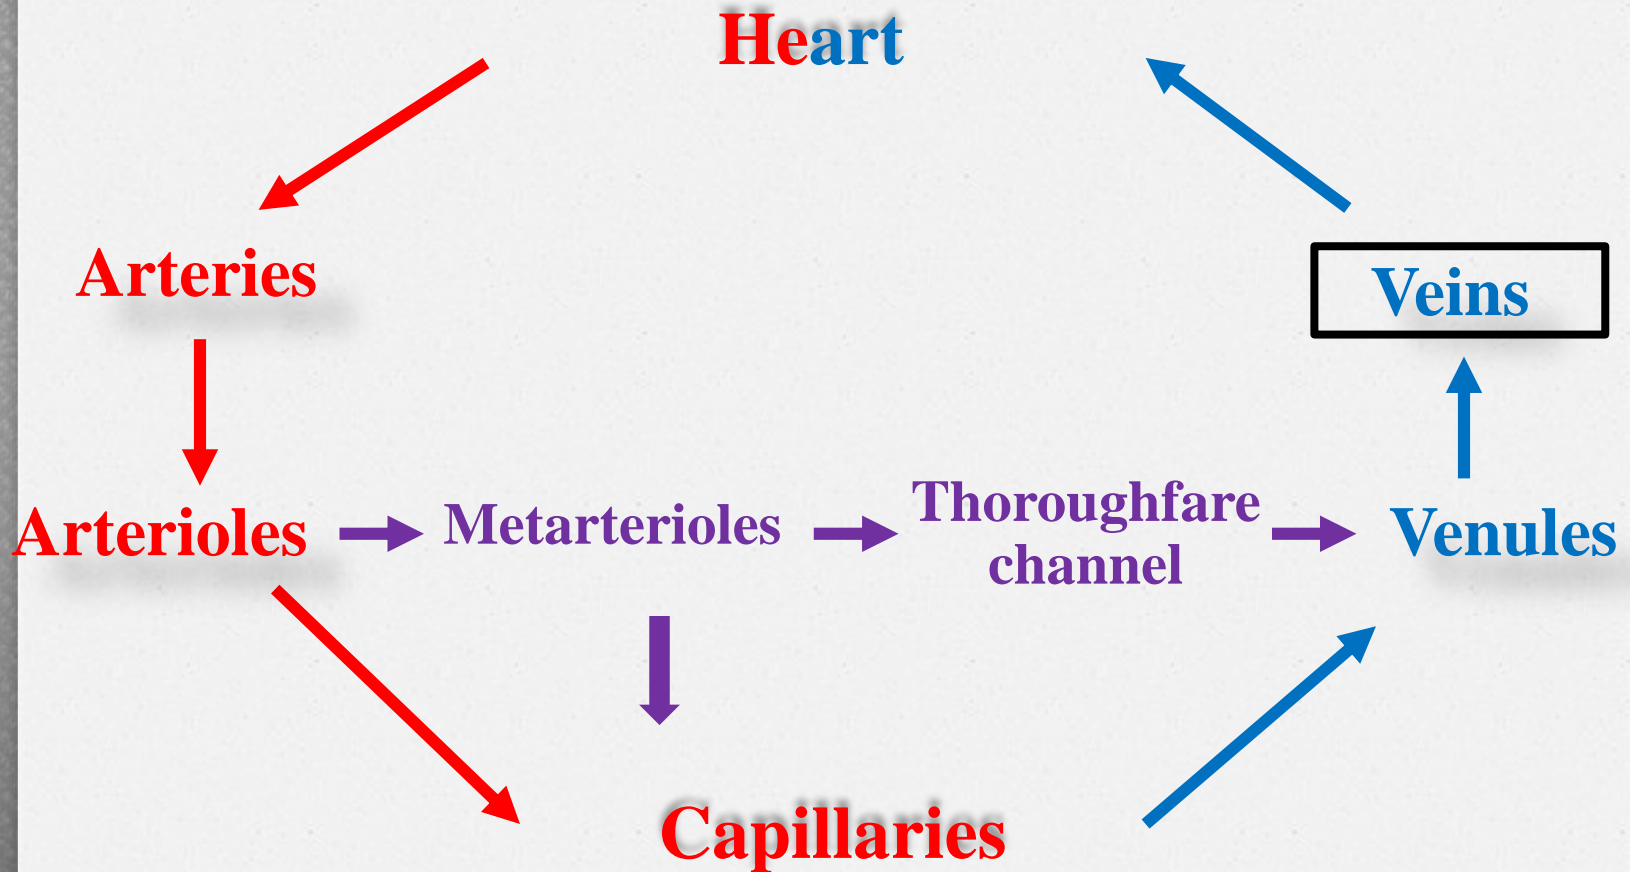 Heart
Arteries
Veins
Arterioles
Metarterioles
Thoroughfare
channel
Venules
Capillaries